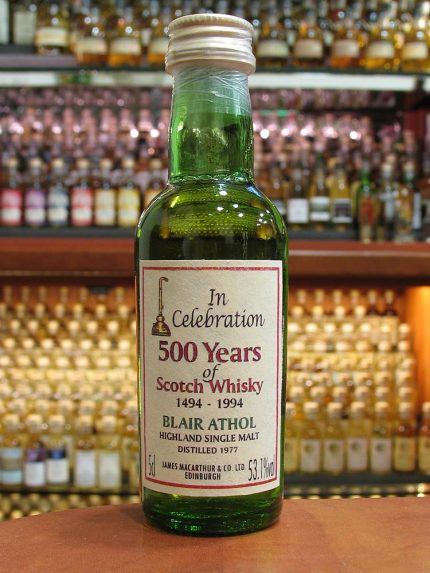 In
Celebration
500 Years
of
Scotch Whisky
1494 - 1994
BLAIR ATHOL
HIGHLAND SINGLE MALT
DISTILLED 1977
5cl JAMES MACARTHUR & CO. LTD 53.1%vol
EDINBURGH